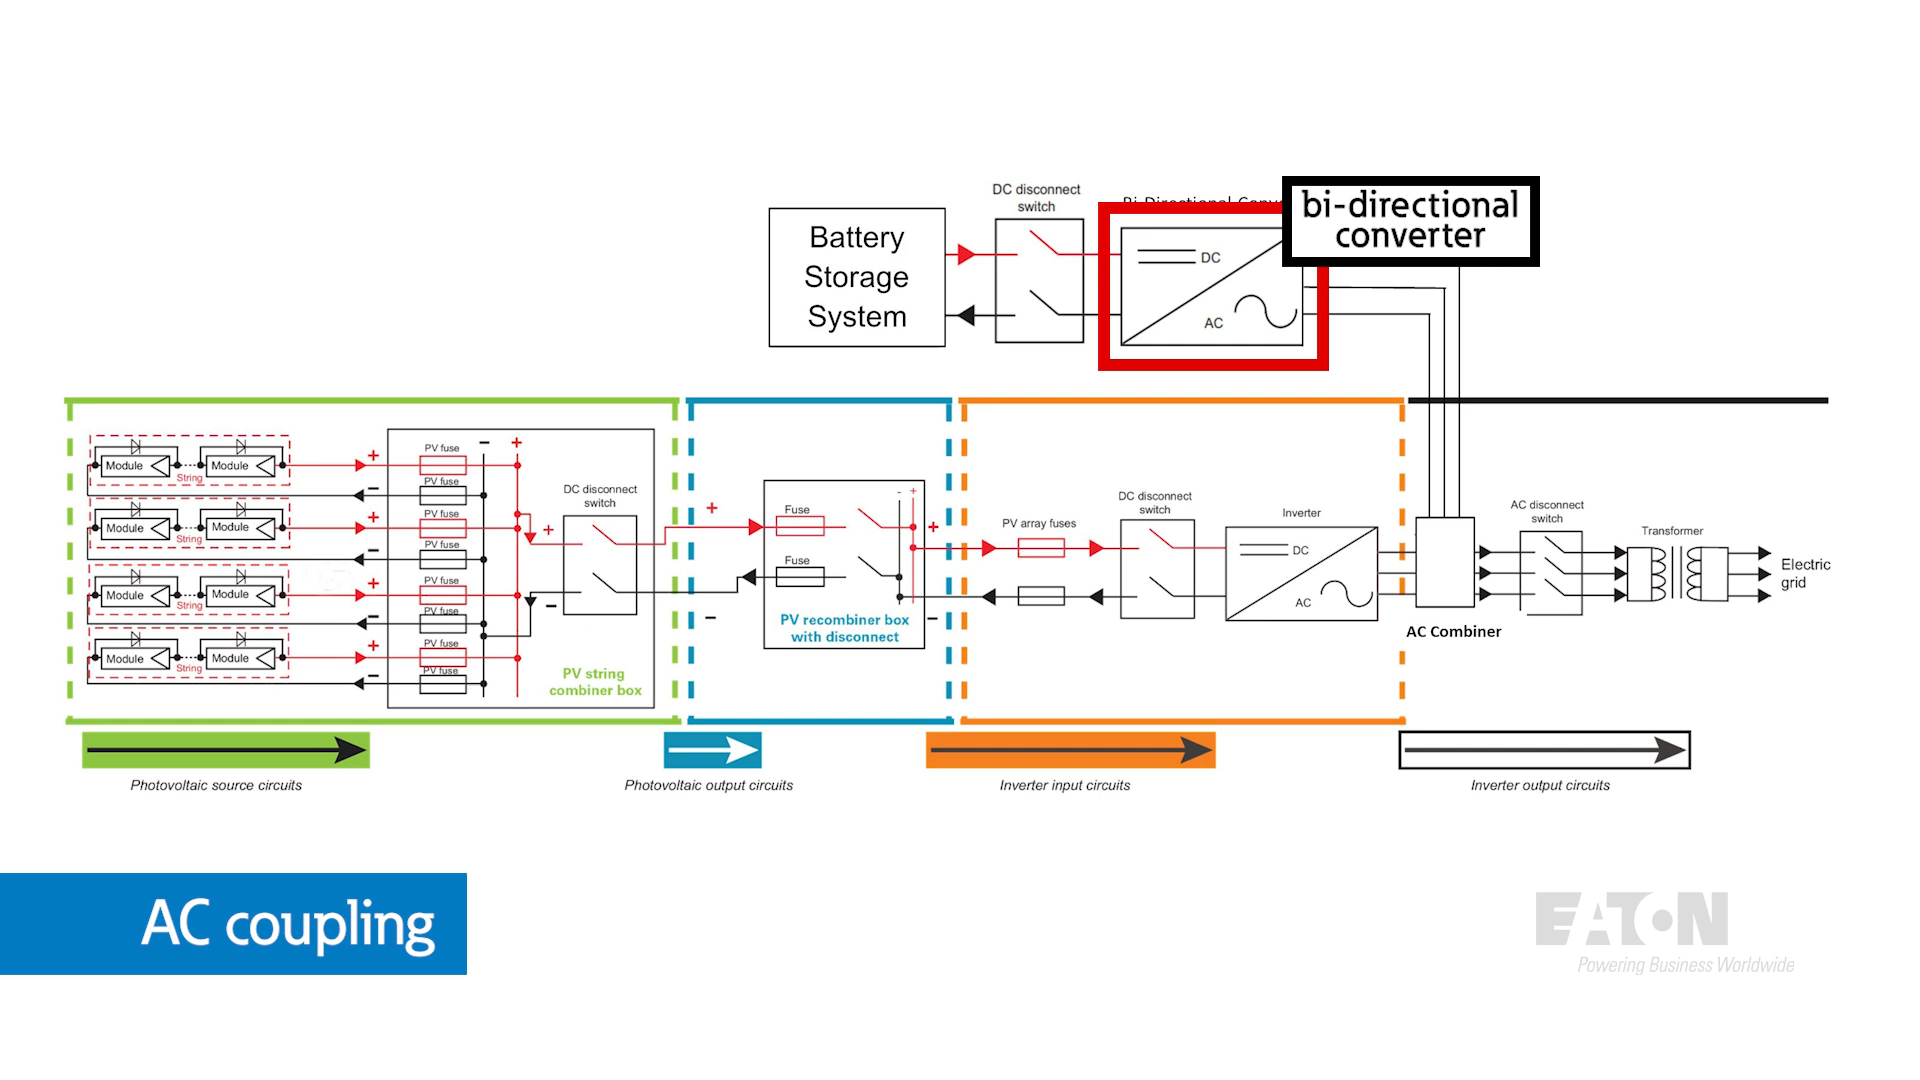 DC disconnect
switch
Bi-Directional Conv
bi-directional
converter
Battery
Storage
System
DC
AC
Module
Module
String
Module
Module
String
Module
Module
String
Module
Module
String
+
−
+
−
+
−
+
−
PV fuse
PV fuse
PV fuse
PV fuse
PV fuse
PV fuse
PV fuse
PV fuse
− +
DC disconnect
switch
+
−
PV string
combiner box
+
−
Fuse
Fuse
- +
PV recombiner box
with disconnect
+
−
PV array fuses
DC disconnect
switch
Inverter
DC
AC
AC Combiner
AC disconnect
switch
Transformer
Electric
grid
Photovoltaic source circuits
Photovoltaic output circuits
Inverter input circuits
Inverter output circuits
AC coupling
EATON
Powering Business Worldwide